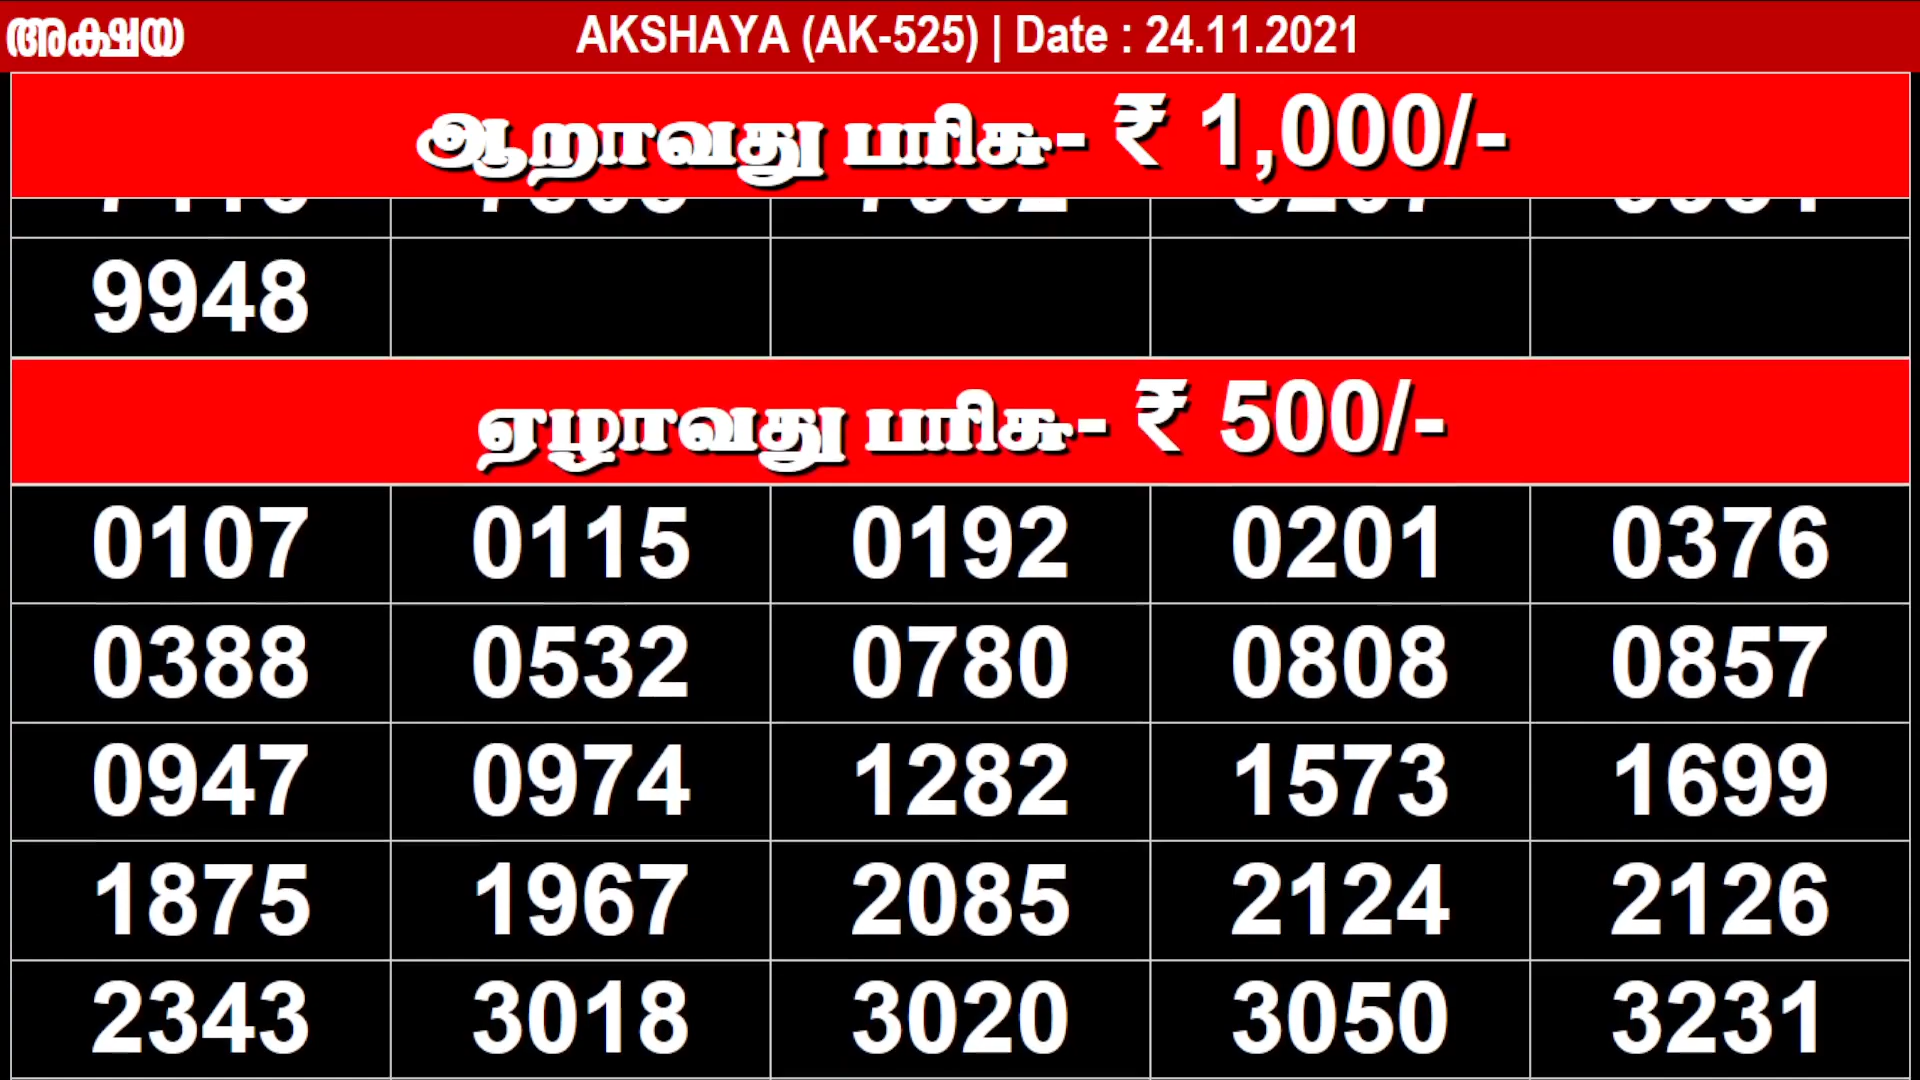 അക്ഷയ AKSHAYA (AK-525) | Date : 24.11.2021
ஆறாவது பரிசு- ₹ 1,000/-
9948
ஏழாவது பரிசு- ₹ 500/-
0107 0115 0192 0201 0376
0388 0532 0780 0808 0857
0947 0974 1282 1573 1699
1875 1967 2085 2124 2126
2343 3018 3020 3050 3231